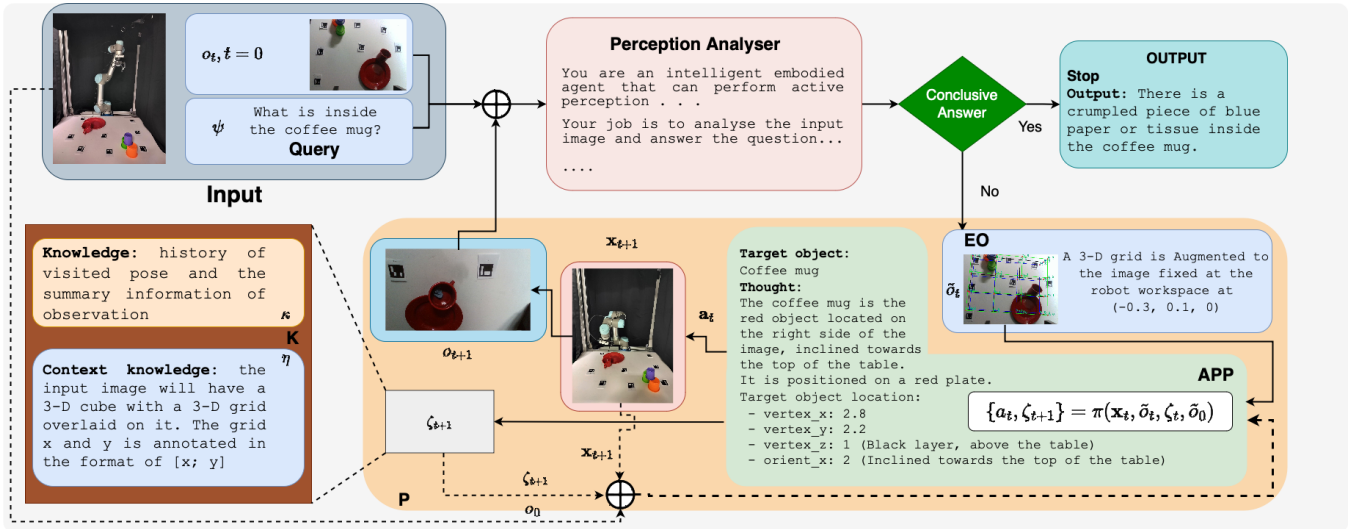 o_t, t = 0
ψ
What is inside
the coffee mug?
Query
Input
Perception Analyser
You are an intelligent embodied
agent that can perform active
perception . . .
Your job is to analyse the input
image and answer the question...
....
Conclusive
Answer
Yes
No
OUTPUT
Stop
Output: There is a
crumpled piece of blue
paper or tissue inside
the coffee mug.
Knowledge: history of
visited pose and the
summary information of
observation
κ
K
η
Context knowledge: the
input image will have a
3-D cube with a 3-D grid
overlaid on it. The grid
x and y is annotated in
the format of [x; y]
x_{t+1}
o_{t+1}
a_t
ζ_{t+1}
x_{t+1}
ζ_{t+1}
o_0
P
Target object:
Coffee mug
Thought:
The coffee mug is the
red object located on
the right side of the
image, inclined towards
the top of the table.
It is positioned on a red plate.
Target object location:
- vertex_x: 2.8
- vertex_y: 2.2
- vertex_z: 1 (Black layer, above the table)
- orient_x: 2 (Inclined towards the top of the table)
EO
õ_t
A 3-D grid is Augmented to
the image fixed at the
robot workspace at
(-0.3, 0.1, 0)
APP
{a_t, ζ_{t+1}} = π(x_t, õ_t, ζ_t, õ_0)